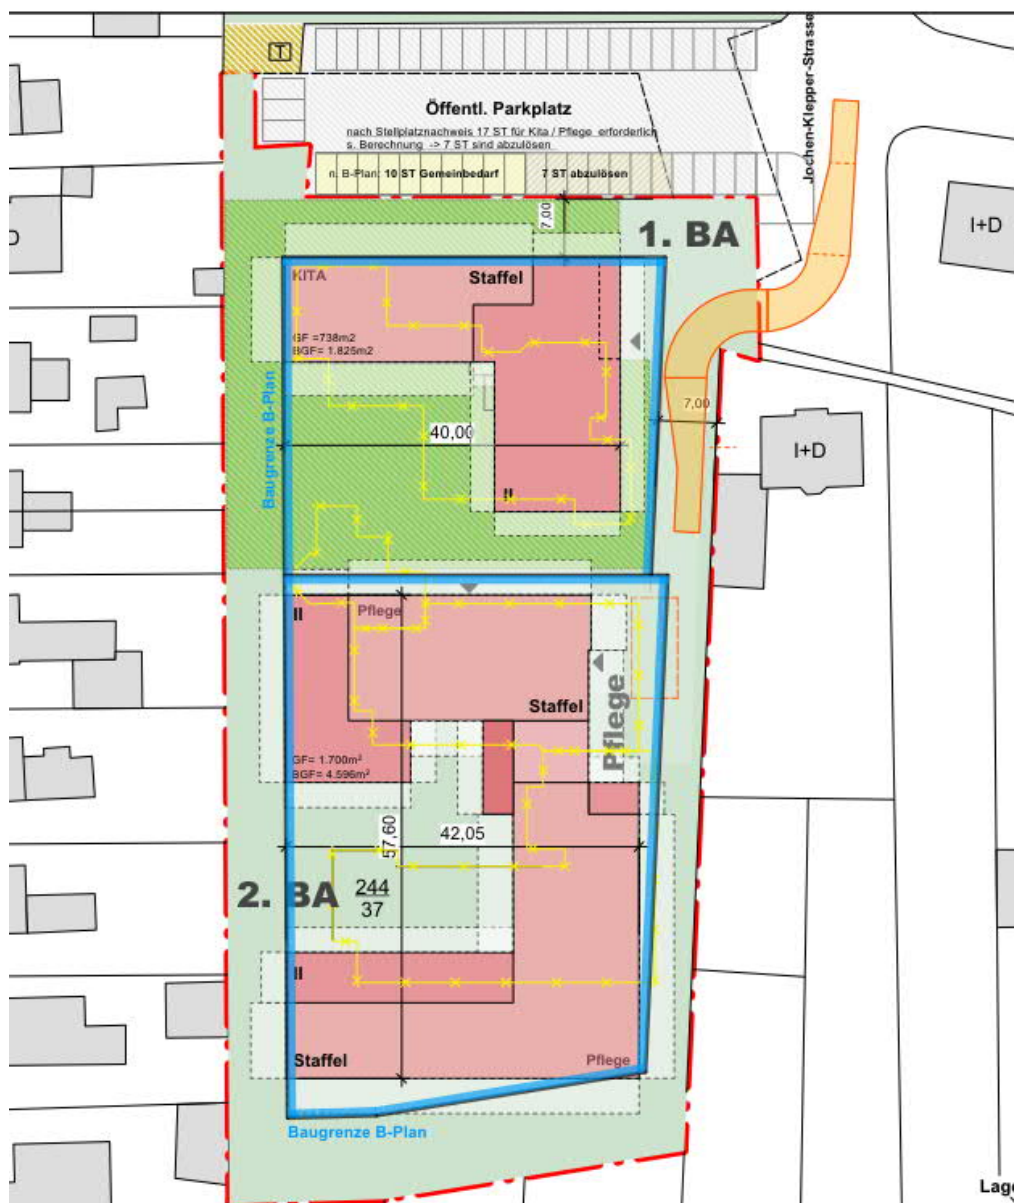 T
Jochen-Klepper-Strasse
Öffentl. Parkplatz
nach Stellplatznachweis 17 ST für Kita / Pflege erforderlich
s. Berechnung -> 7 ST sind abzulösen
n. B-Plan: 10 ST Gemeinbedarf
7 ST abzulösen
7,00
1. BA
I+D
D
KITA
Staffel
GF =738m2
BGF= 1.825m2
Baugrenze B-Plan
7,00
40,00
I+D
II
II
Pflege
Staffel
Pflege
GF= 1.700m²
BGF= 4.596m²
57,60
42,05
2. BA
244
37
II
Staffel
Pflege
Baugrenze B-Plan